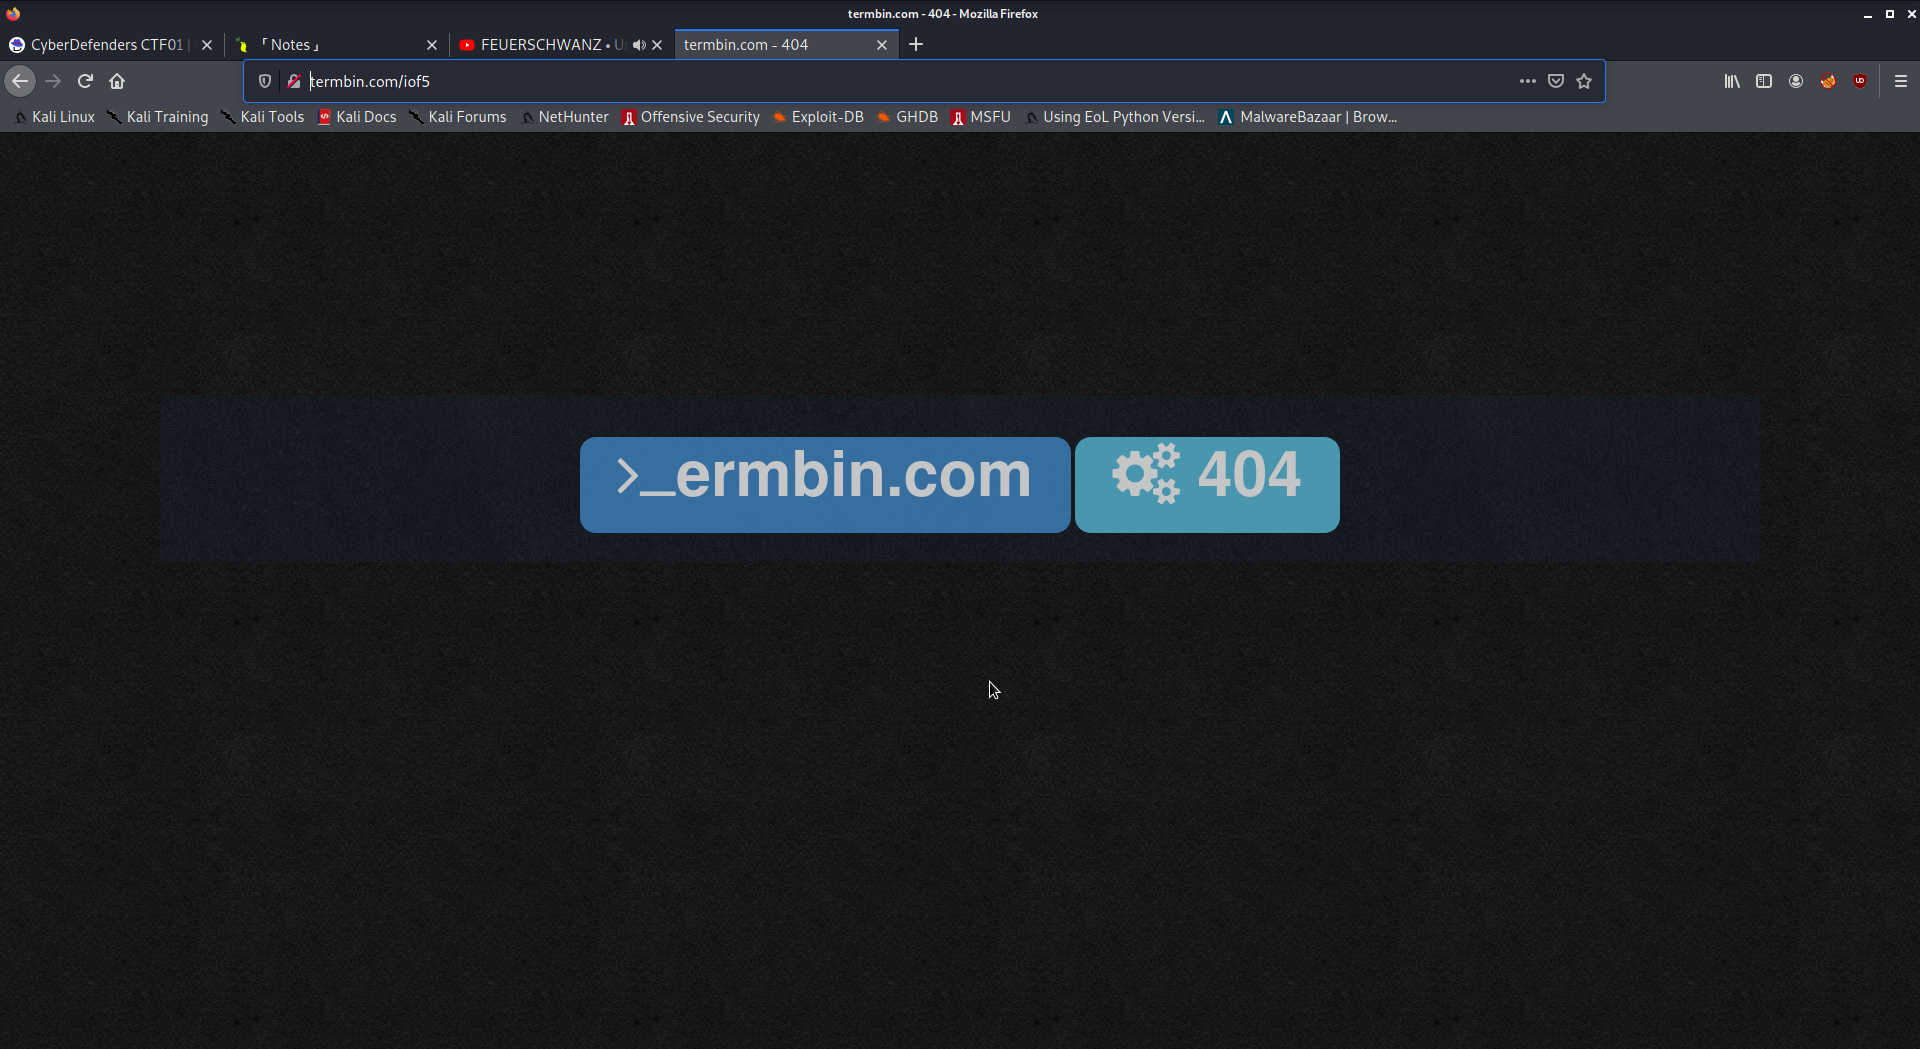 termbin.com - 404 - Mozilla Firefox
CyberDefenders CTF01 |
「 Notes 」
FEUERSCHWANZ •
termbin.com - 404
termbin.com/iof5
Kali Linux
Kali Training
Kali Tools
Kali Docs
Kali Forums
NetHunter
Offensive Security
Exploit-DB
GHDB
MSFU
Using EoL Python Versi...
MalwareBazaar | Brow...
>_ermbin.com
404